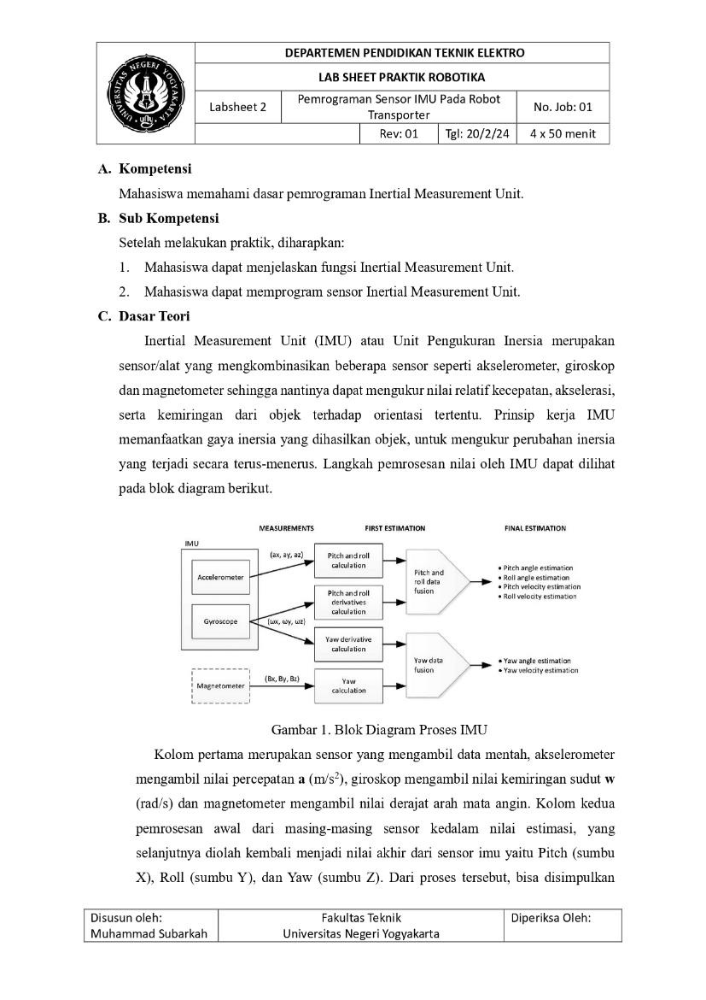 UNIVERSITAS NEGERI YOGYAKARTA
uny
DEPARTEMEN PENDIDIKAN TEKNIK ELEKTRO
LAB SHEET PRAKTIK ROBOTIKA
Labsheet 2
Pemrograman Sensor IMU Pada Robot
Transporter
No. Job: 01
Rev: 01
Tgl: 20/2/24
4 x 50 menit
A. Kompetensi
Mahasiswa memahami dasar pemrograman Inertial Measurement Unit.
B. Sub Kompetensi
Setelah melakukan praktik, diharapkan:
1. Mahasiswa dapat menjelaskan fungsi Inertial Measurement Unit.
2. Mahasiswa dapat memprogram sensor Inertial Measurement Unit.
C. Dasar Teori
Inertial Measurement Unit (IMU) atau Unit Pengukuran Inersia merupakan
sensor/alat yang mengkombinasikan beberapa sensor seperti akselerometer, giroskop
dan magnetometer sehingga nantinya dapat mengukur nilai relatif kecepatan, akselerasi,
serta kemiringan dari objek terhadap orientasi tertentu. Prinsip kerja IMU
memanfaatkan gaya inersia yang dihasilkan objek, untuk mengukur perubahan inersia
yang terjadi secara terus-menerus. Langkah pemrosesan nilai oleh IMU dapat dilihat
pada blok diagram berikut.
MEASUREMENTS
FIRST ESTIMATION
FINAL ESTIMATION
IMU
Accelerometer
Gyroscope
Magnetometer
(ax, ay, az)
(ωx, ωy, ωz)
(Bx, By, Bz)
Pitch and roll
calculation
Pitch and roll
derivatives
calculation
Yaw derivative
calculation
Yaw
calculation
Pitch and
roll data
fusion
Yaw data
fusion
• Pitch angle estimation
• Roll angle estimation
• Pitch velocity estimation
• Roll velocity estimation
• Yaw angle estimation
• Yaw velocity estimation
Gambar 1. Blok Diagram Proses IMU
Kolom pertama merupakan sensor yang mengambil data mentah, akselerometer
mengambil nilai percepatan a (m/s²), giroskop mengambil nilai kemiringan sudut w
(rad/s) dan magnetometer mengambil nilai derajat arah mata angin. Kolom kedua
pemrosesan awal dari masing-masing sensor kedalam nilai estimasi, yang
selanjutnya diolah kembali menjadi nilai akhir dari sensor imu yaitu Pitch (sumbu
X), Roll (sumbu Y), dan Yaw (sumbu Z). Dari proses tersebut, bisa disimpulkan
Disusun oleh:
Muhammad Subarkah
Fakultas Teknik
Universitas Negeri Yogyakarta
Diperiksa Oleh: